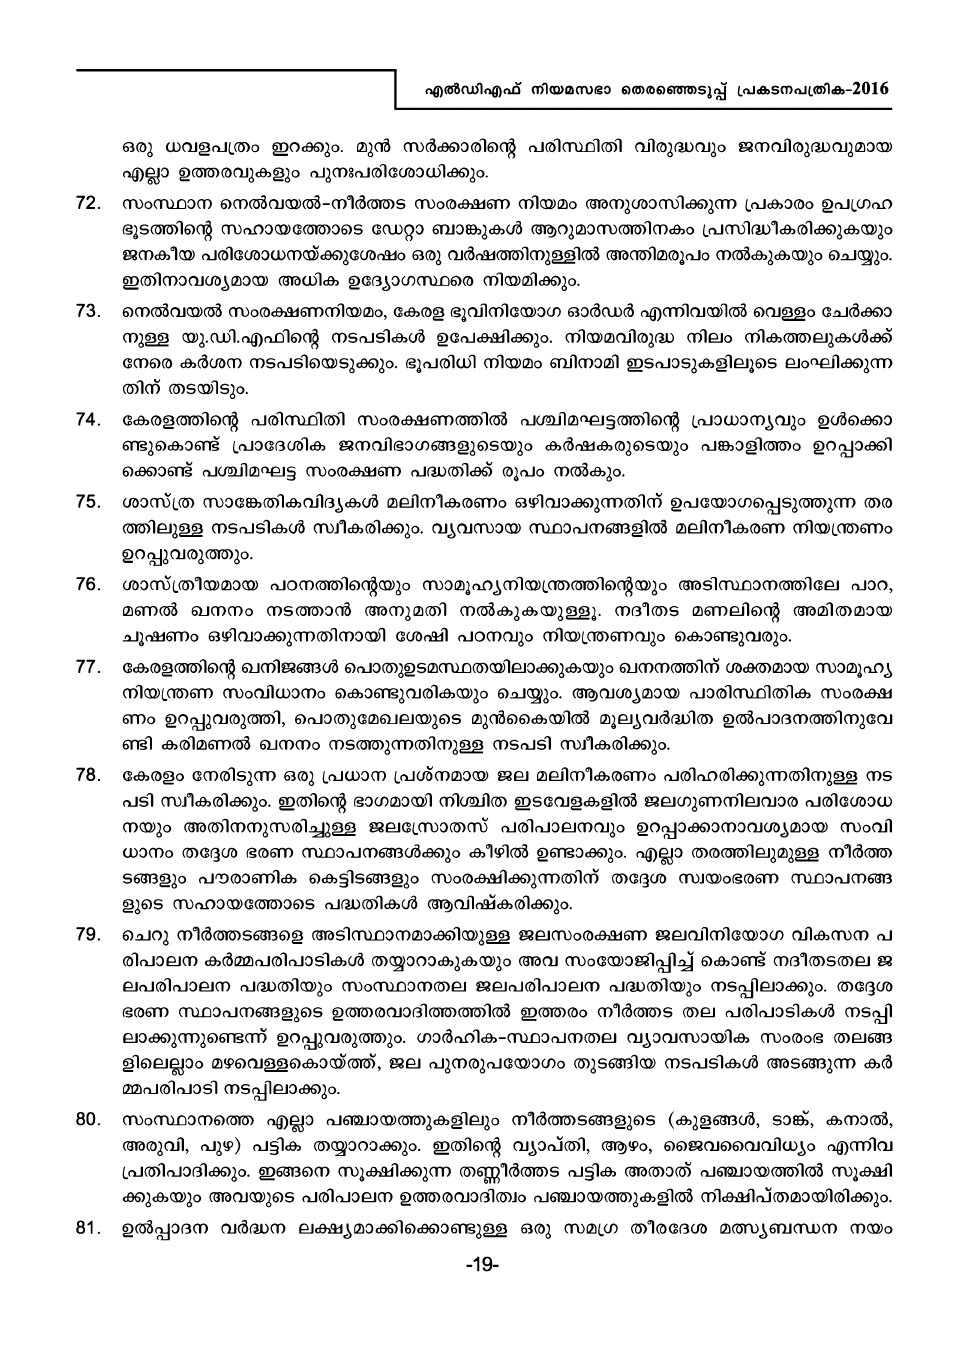 എൽഡിഎഫ് നിയമസഭാ തെരഞ്ഞെടുപ്പ് പ്രകടനപത്രിക-2016
ഒരു ധവളപത്രം ഇറക്കും. മുൻ സർക്കാരിന്റെ പരിസ്ഥിതി വിരുദ്ധവും ജനവിരുദ്ധവുമായ
എല്ലാ ഉത്തരവുകളും പുനഃപരിശോധിക്കും.
72. സംസ്ഥാന നെൽവയൽ-നീർത്തട സംരക്ഷണ നിയമം അനുശാസിക്കുന്ന പ്രകാരം ഉപഗ്രഹ
ഭൂടത്തിന്റെ സഹായത്തോടെ ഡേറ്റാ ബാങ്കുകൾ ആറുമാസത്തിനകം പ്രസിദ്ധീകരിക്കുകയും
ജനകീയ പരിശോധനയ്ക്കുശേഷം ഒരു വർഷത്തിനുള്ളിൽ അന്തിമരൂപം നൽകുകയും ചെയ്യും.
ഇതിനാവശ്യമായ അധിക ഉദ്യോഗസ്ഥരെ നിയമിക്കും.
73. നെൽവയൽ സംരക്ഷണനിയമം, കേരള ഭൂവിനിയോഗ ഓർഡർ എന്നിവയിൽ വെള്ളം ചേർക്കാ
നുള്ള യു.ഡി.എഫിന്റെ നടപടികൾ ഉപേക്ഷിക്കും. നിയമവിരുദ്ധ നിലം നികത്തലുകൾക്ക്
നേരെ കർശന നടപടിയെടുക്കും. ഭൂപരിധി നിയമം ബിനാമി ഇടപാടുകളിലൂടെ ലംഘിക്കുന്ന
തിന് തടയിടും.
74. കേരളത്തിന്റെ പരിസ്ഥിതി സംരക്ഷണത്തിൽ പശ്ചിമഘട്ടത്തിന്റെ പ്രാധാന്യവും ഉൾക്കൊ
ണ്ടുകൊണ്ട് പ്രാദേശിക ജനവിഭാഗങ്ങളുടെയും കർഷകരുടെയും പങ്കാളിത്തം ഉറപ്പാക്കി
ക്കൊണ്ട് പശ്ചിമഘട്ട സംരക്ഷണ പദ്ധതിക്ക് രൂപം നൽകും.
75. ശാസ്ത്ര സാങ്കേതികവിദ്യകൾ മലിനീകരണം ഒഴിവാക്കുന്നതിന് ഉപയോഗപ്പെടുത്തുന്ന തര
ത്തിലുള്ള നടപടികൾ സ്വീകരിക്കും. വ്യവസായ സ്ഥാപനങ്ങളിൽ മലിനീകരണ നിയന്ത്രണം
ഉറപ്പുവരുത്തും.
76. ശാസ്ത്രീയമായ പഠനത്തിന്റെയും സാമൂഹ്യനിയന്ത്രത്തിന്റെയും അടിസ്ഥാനത്തിലേ പാറ,
മണൽ ഖനനം നടത്താൻ അനുമതി നൽകുകയുള്ളൂ. നദീതട മണലിന്റെ അമിതമായ
ചൂഷണം ഒഴിവാക്കുന്നതിനായി ശേഷി പഠനവും നിയന്ത്രണവും കൊണ്ടുവരും.
77. കേരളത്തിന്റെ ഖനിജങ്ങൾ പൊതുഉടമസ്ഥതയിലാക്കുകയും ഖനനത്തിന് ശക്തമായ സാമൂഹ്യ
നിയന്ത്രണ സംവിധാനം കൊണ്ടുവരികയും ചെയ്യും. ആവശ്യമായ പാരിസ്ഥിതിക സംരക്ഷ
ണം ഉറപ്പുവരുത്തി, പൊതുമേഖലയുടെ മുൻകൈയിൽ മൂല്യവർദ്ധിത ഉൽപാദനത്തിനുവേ
ണ്ടി കരിമണൽ ഖനനം നടത്തുന്നതിനുള്ള നടപടി സ്വീകരിക്കും.
78. കേരളം നേരിടുന്ന ഒരു പ്രധാന പ്രശ്നമായ ജല മലിനീകരണം പരിഹരിക്കുന്നതിനുള്ള നട
പടി സ്വീകരിക്കും. ഇതിന്റെ ഭാഗമായി നിശ്ചിത ഇടവേളകളിൽ ജലഗുണനിലവാര പരിശോധ
നയും അതിനനുസരിച്ചുള്ള ജലസ്രോതസ് പരിപാലനവും ഉറപ്പാക്കാനാവശ്യമായ സംവി
ധാനം തദ്ദേശ ഭരണ സ്ഥാപനങ്ങൾക്കും കീഴിൽ ഉണ്ടാക്കും. എല്ലാ തരത്തിലുമുള്ള നീർത്ത
ടങ്ങളും പൗരാണിക കെട്ടിടങ്ങളും സംരക്ഷിക്കുന്നതിന് തദ്ദേശ സ്വയംഭരണ സ്ഥാപനങ്ങ
ളുടെ സഹായത്തോടെ പദ്ധതികൾ ആവിഷ്കരിക്കും.
79. ചെറു നീർത്തടങ്ങളെ അടിസ്ഥാനമാക്കിയുള്ള ജലസംരക്ഷണ ജലവിനിയോഗ വികസന പ
രിപാലന കർമ്മപരിപാടികൾ തയ്യാറാകുകയും അവ സംയോജിപ്പിച്ച് കൊണ്ട് നദീതടതല ജ
ലപരിപാലന പദ്ധതിയും സംസ്ഥാനതല ജലപരിപാലന പദ്ധതിയും നടപ്പിലാക്കും. തദ്ദേശ
ഭരണ സ്ഥാപനങ്ങളുടെ ഉത്തരവാദിത്തത്തിൽ ഇത്തരം നീർത്തട തല പരിപാടികൾ നടപ്പി
ലാക്കുന്നുണ്ടെന്ന് ഉറപ്പുവരുത്തും. ഗാർഹിക-സ്ഥാപനതല വ്യാവസായിക സംരംഭ തലങ്ങ
ളിലെല്ലാം മഴവെള്ളകൊയ്ത്ത്, ജല പുനരുപയോഗം തുടങ്ങിയ നടപടികൾ അടങ്ങുന്ന കർ
മ്മപരിപാടി നടപ്പിലാക്കും.
80. സംസ്ഥാനത്തെ എല്ലാ പഞ്ചായത്തുകളിലും നീർത്തടങ്ങളുടെ (കുളങ്ങൾ, ടാങ്ക്, കനാൽ,
അരുവി, പുഴ) പട്ടിക തയ്യാറാക്കും. ഇതിന്റെ വ്യാപ്തി, ആഴം, ജൈവവൈവിധ്യം എന്നിവ
പ്രതിപാദിക്കും. ഇങ്ങനെ സൂക്ഷിക്കുന്ന തണ്ണീർത്തട പട്ടിക അതാത് പഞ്ചായത്തിൽ സൂക്ഷി
ക്കുകയും അവയുടെ പരിപാലന ഉത്തരവാദിത്വം പഞ്ചായത്തുകളിൽ നിക്ഷിപ്തമായിരിക്കും.
81. ഉൽപ്പാദന വർദ്ധന ലക്ഷ്യമാക്കിക്കൊണ്ടുള്ള ഒരു സമഗ്ര തീരദേശ മത്സ്യബന്ധന നയം
-19-